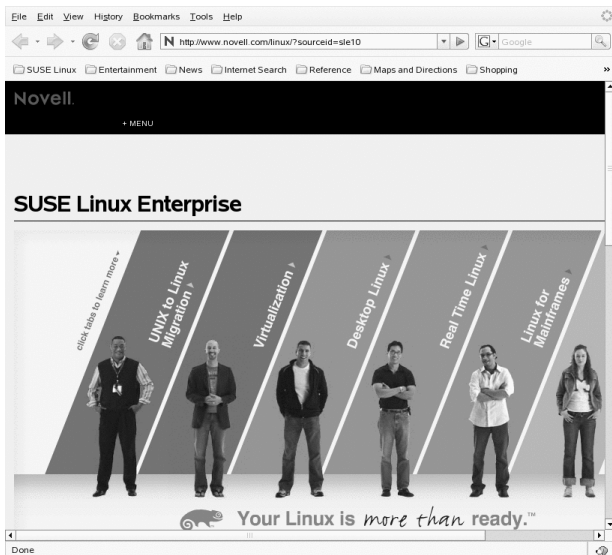 File Edit View History Bookmarks Tools Help
http://www.novell.com/linux/?sourceid=sle10
G Google
SUSE Linux Entertainment News Internet Search Reference Maps and Directions Shopping »
Novell.
+ MENU
SUSE Linux Enterprise
click tabs to learn more
UNIX to Linux
Migration
Virtualization
Desktop Linux
Real Time Linux
Linux for
Mainframes
Your Linux is more than ready.™
Done